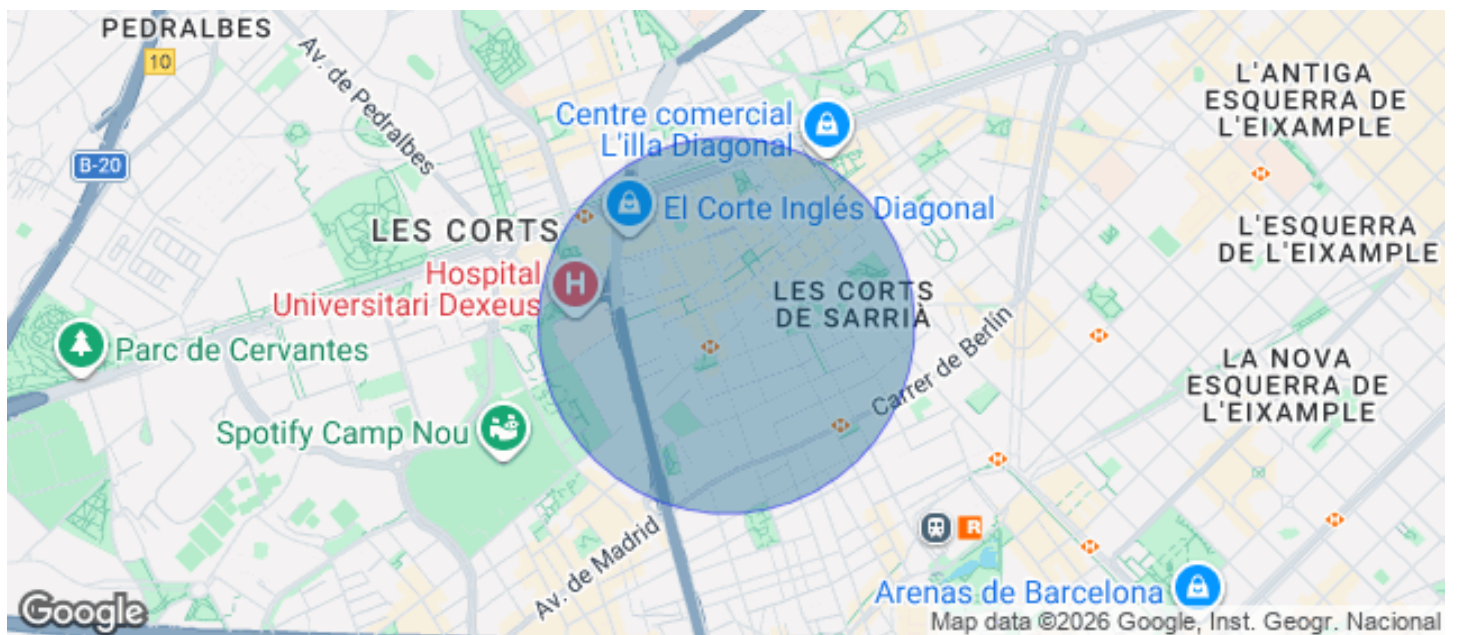 PEDRALBES
10
Av. de Pedralbes
B-20
Centre comercial
L'illa Diagonal
El Corte Inglés Diagonal
LES CORTS
Hospital
Universitari Dexeus
H
LES CORTS
DE SARRIÀ
Parc de Cervantes
Spotify Camp Nou
Carrer de Berlín
Av. de Madrid
L'ANTIGA
ESQUERRA DE
L'EIXAMPLE
L'ESQUERRA
DE L'EIXAMPLE
LA NOVA
ESQUERRA DE
L'EIXAMPLE
R
Arenas de Barcelona
Google
Map data ©2026 Google, Inst. Geogr. Nacional